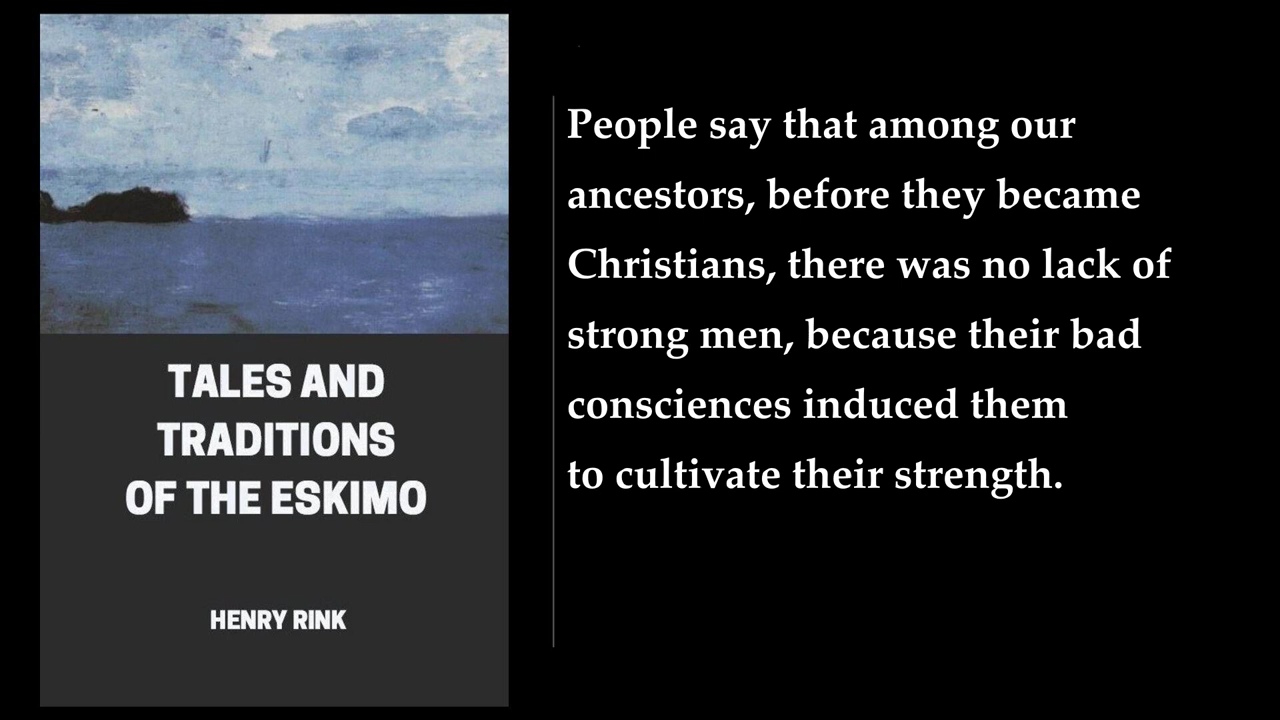 TALES AND
TRADITIONS
OF THE ESKIMO
HENRY RINK
People say that among our
ancestors, before they became
Christians, there was no lack of
strong men, because their bad
consciences induced them
to cultivate their strength.